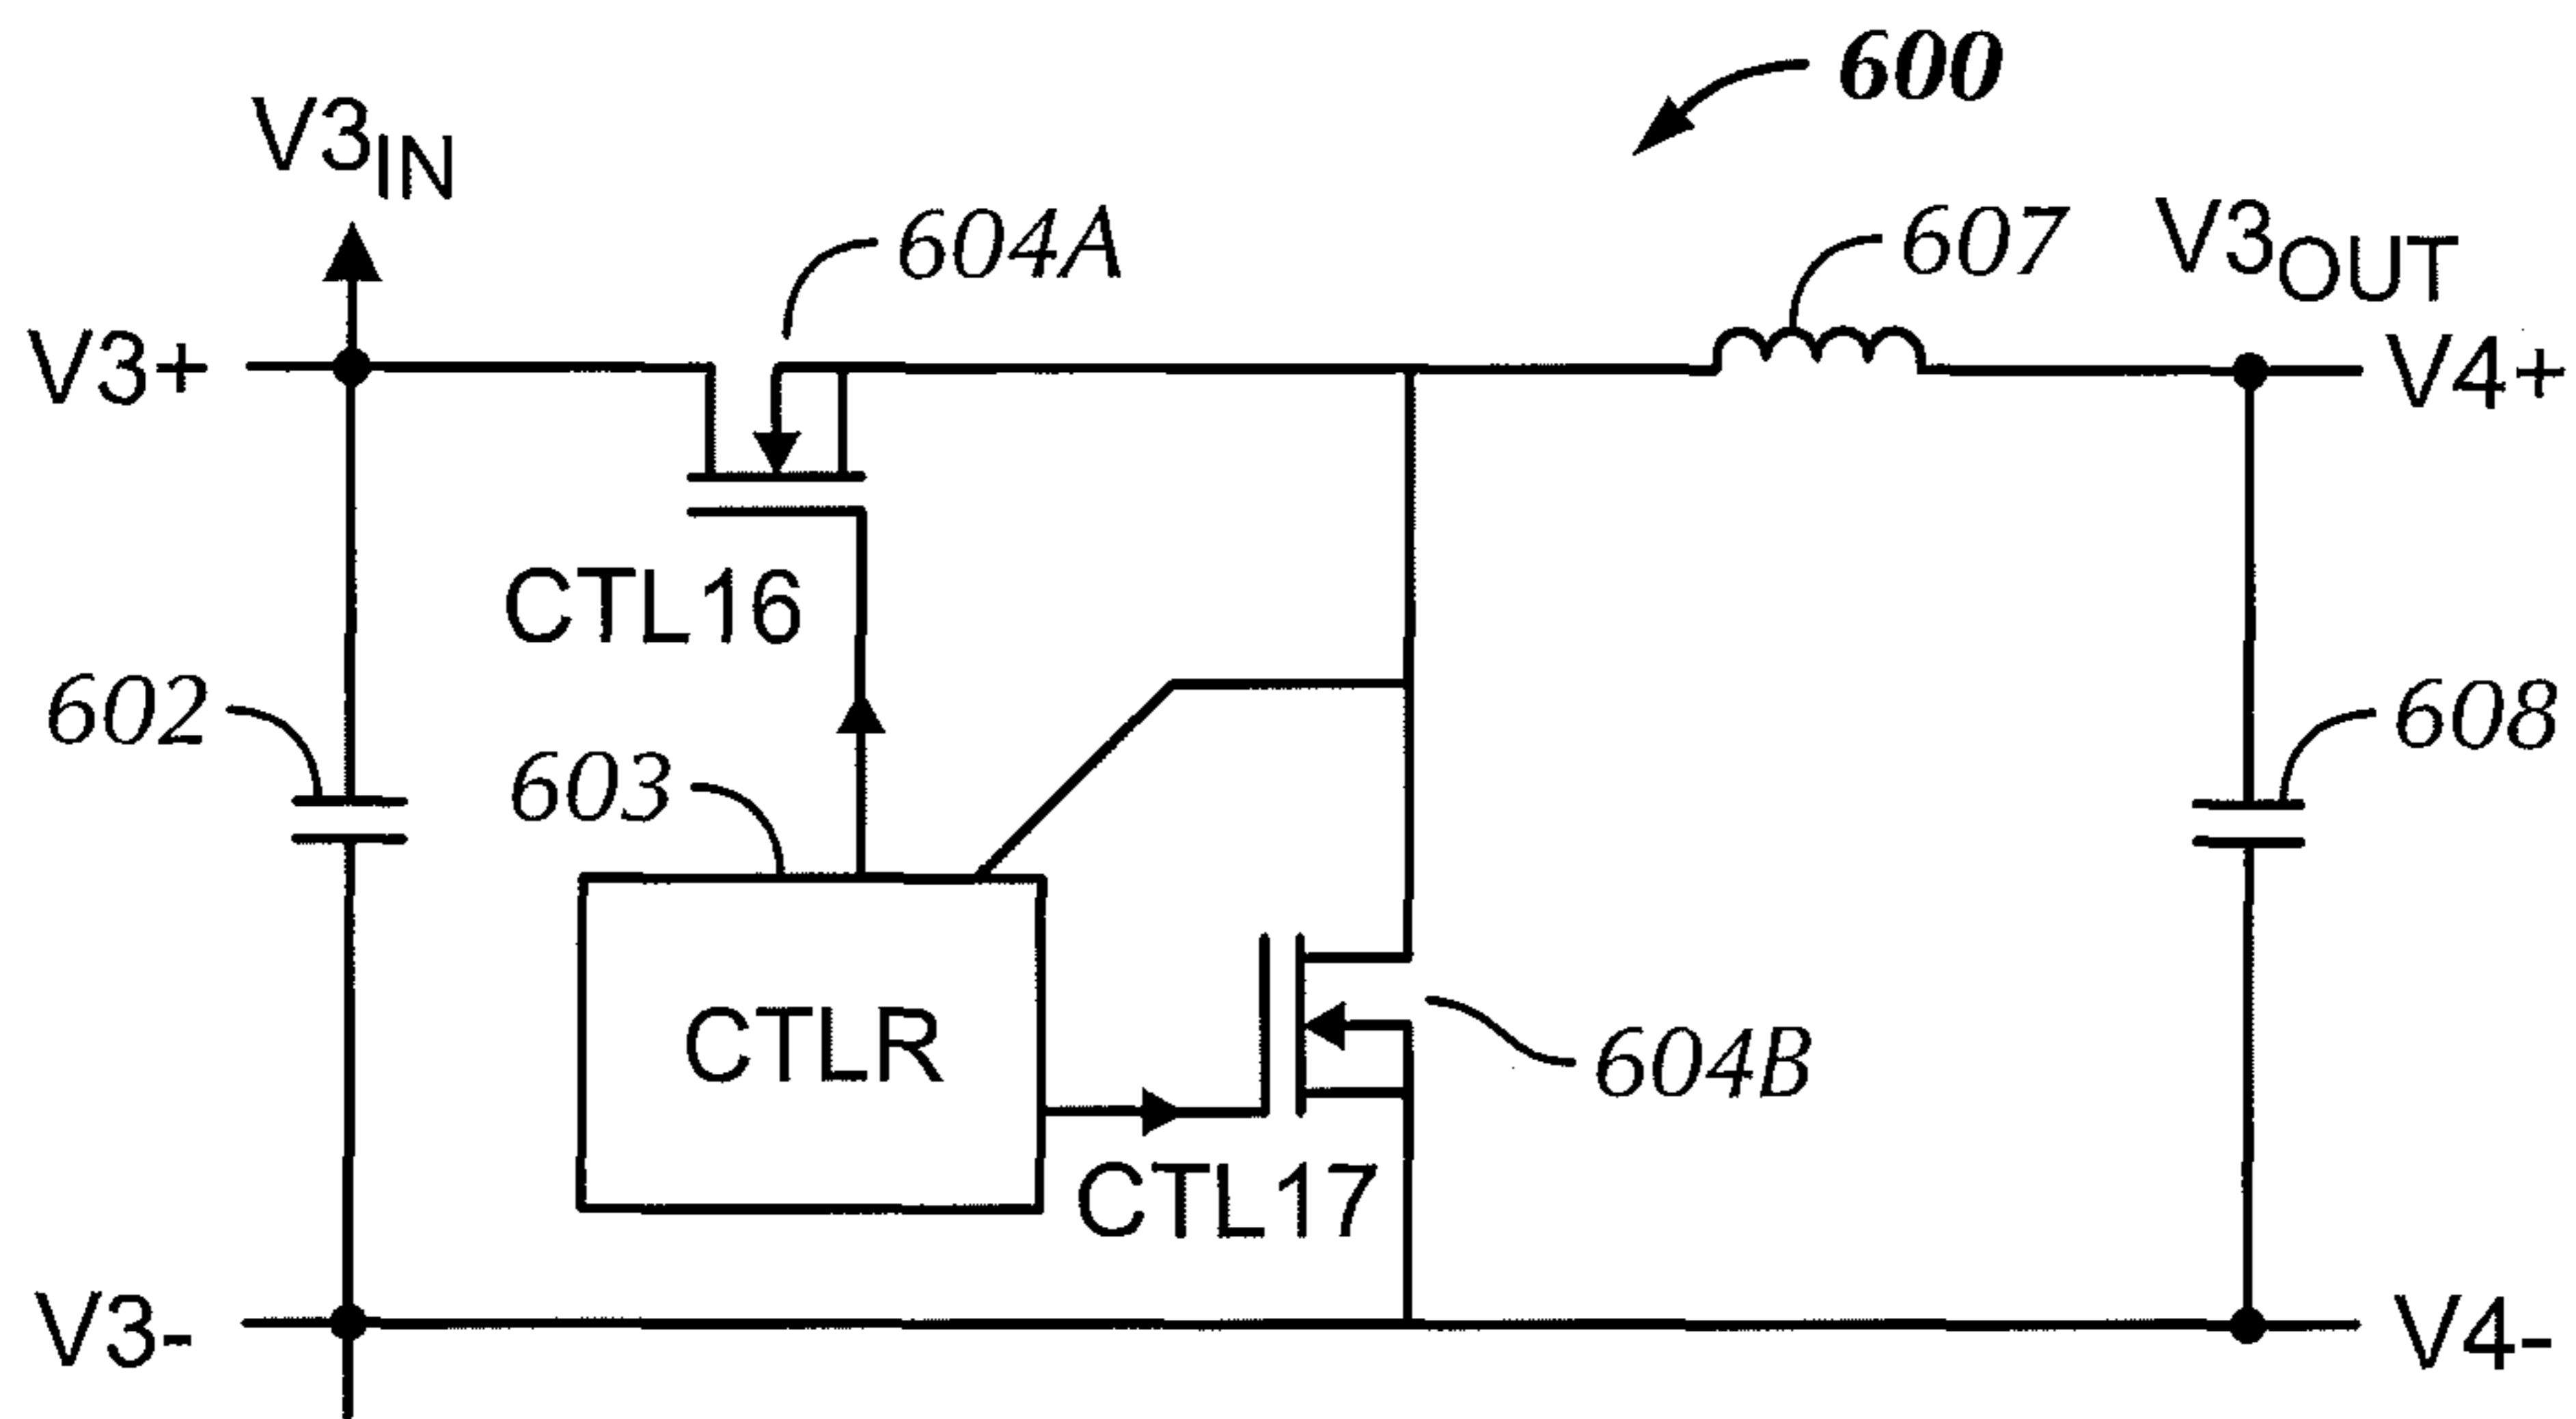 600
V3IN
604A
607
V3OUT
V3+
V4+
CTL16
602
603
608
CTLR
604B
CTL17
V3-
V4-